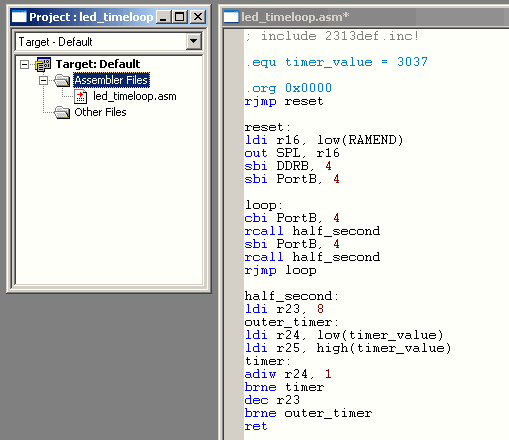 Project : led_timeloop
Target - Default
Target: Default
Assembler Files
led_timeloop.asm
Other Files
led_timeloop.asm*
; include 2313def.inc!
.equ timer_value = 3037
.org 0x0000
rjmp reset
reset:
ldi r16, low(RAMEND)
out SPL, r16
sbi DDRB, 4
sbi PortB, 4
loop:
cbi PortB, 4
rcall half_second
sbi PortB, 4
rcall half_second
rjmp loop
half_second:
ldi r23, 8
outer_timer:
ldi r24, low(timer_value)
ldi r25, high(timer_value)
timer:
adiw r24, 1
brne timer
dec r23
brne outer_timer
ret